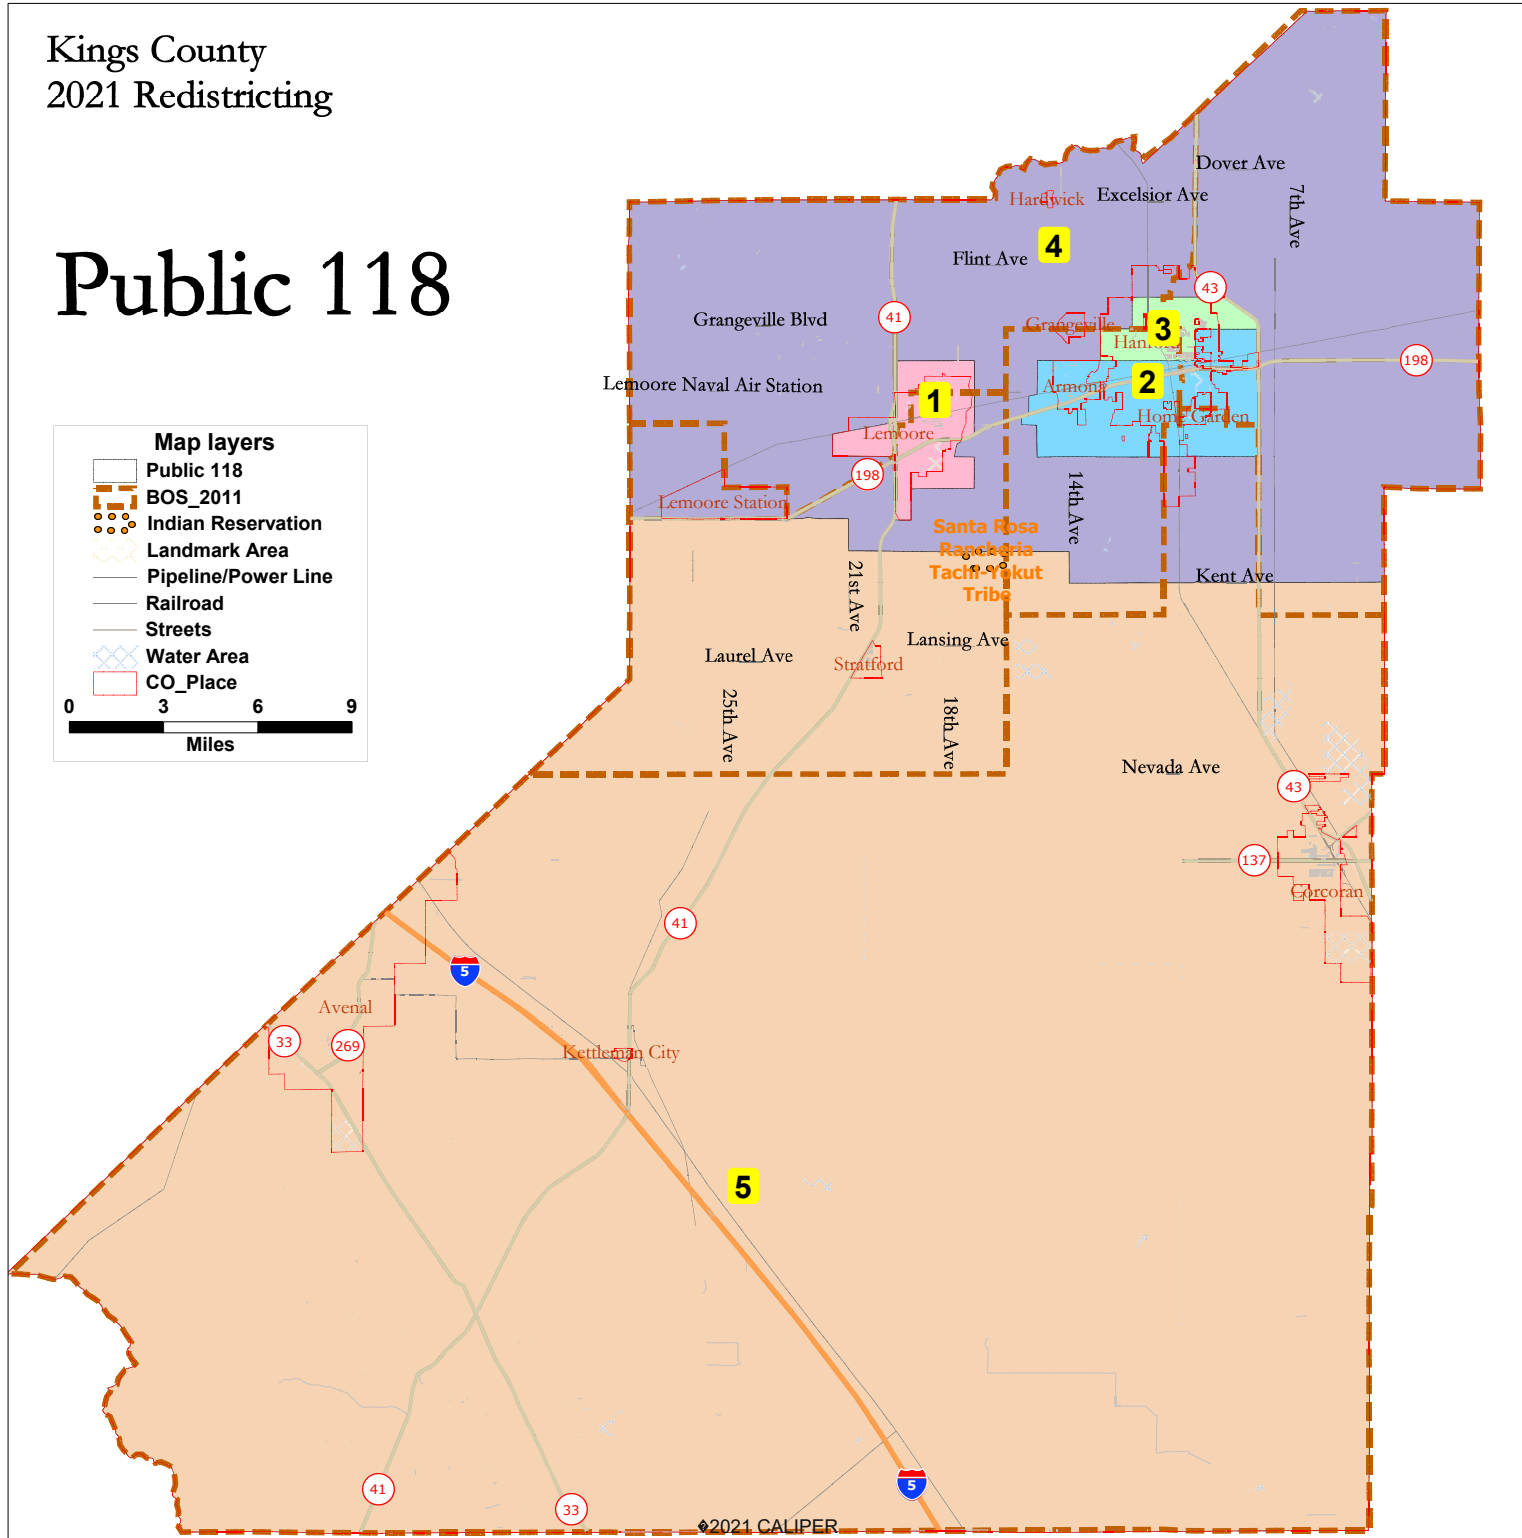 Kings County
2021 Redistricting
Public 118
Map layers
Public 118
BOS_2011
Indian Reservation
Landmark Area
Pipeline/Power Line
Railroad
Streets
Water Area
CO_Place
0 3 6 9
Miles
Dover Ave
Excelsior Ave
7th Ave
Hardwick
4
Flint Ave
43
41
Grangeville Blvd
Grangeville
3
Hanford
198
Lemoore Naval Air Station
Armona
2
1
Home Garden
Lemoore
198
Lemoore Station
14th Ave
Santa Rosa
Rancheria
Tachi-Yokut
Tribe
Kent Ave
21st Ave
Lansing Ave
Laurel Ave
Stratford
25th Ave
18th Ave
Nevada Ave
43
137
Corcoran
41
5
Avenal
33
269
Kettleman City
5
41
33
5
�2021 CALIPER